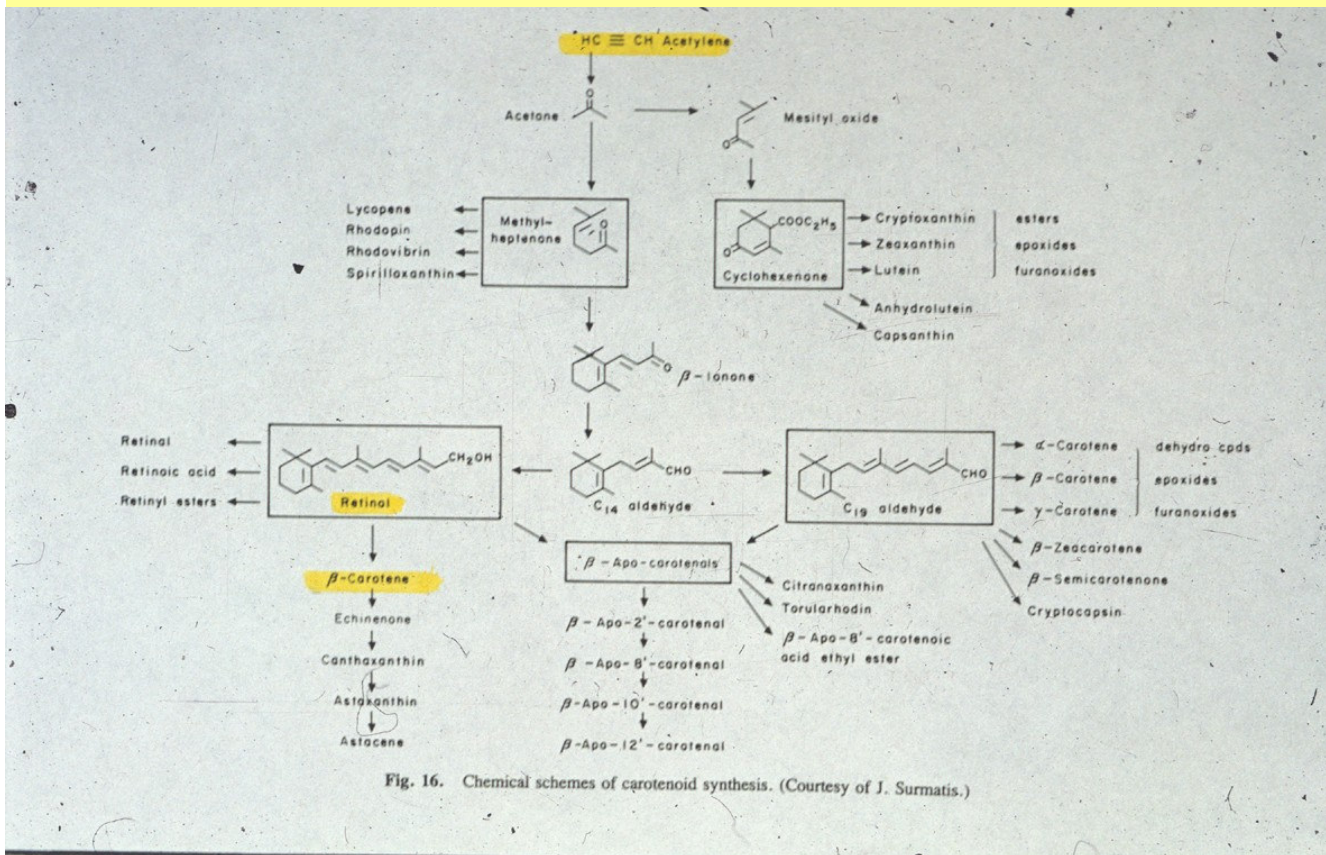 HC ≡ CH Acetylene
Acetone
Mesityl oxide
Lycopene
Rhodopin
Rhodovibrin
Spirilloxanthin
Methyl-
heptenone
O
O
COOC₂H₅
O
Cyclohexenone
Cryptoxanthin
Zeaxanthin
Lutein
esters
epoxides
furanoxides
Anhydrolutein
Capsanthin
O
β-Ionone
Retinal
Retinoic acid
Retinyl esters
CH₂OH
Retinol
CHO
C₁₄ aldehyde
CHO
C₁₉ aldehyde
α-Carotene
β-Carotene
γ-Carotene
dehydro cpds
epoxides
furanoxides
β-Zeacarotene
β-Semicarotenone
Cryptocapsin
β-Carotene
Echinenone
Canthaxanthin
Astaxanthin
Astacene
β-Apo-carotenals
Citranaxanthin
Torularhodin
β-Apo-8'-carotenoic
acid ethyl ester
β-Apo-2'-carotenal
β-Apo-8'-carotenal
β-Apo-10'-carotenal
β-Apo-12'-carotenal
Fig. 16. Chemical schemes of carotenoid synthesis. (Courtesy of J. Surmatis.)